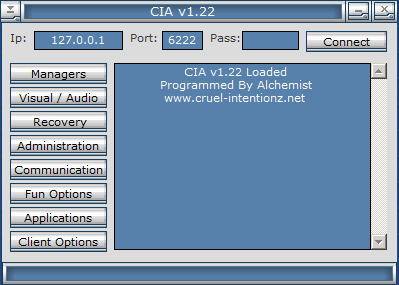 CIA v1.22
Ip: 127.0.0.1 Port: 6222 Pass: Connect
Managers
Visual / Audio
Recovery
Administration
Communication
Fun Options
Applications
Client Options
CIA v1.22 Loaded
Programmed By Alchemist
www.cruel-intentionz.net